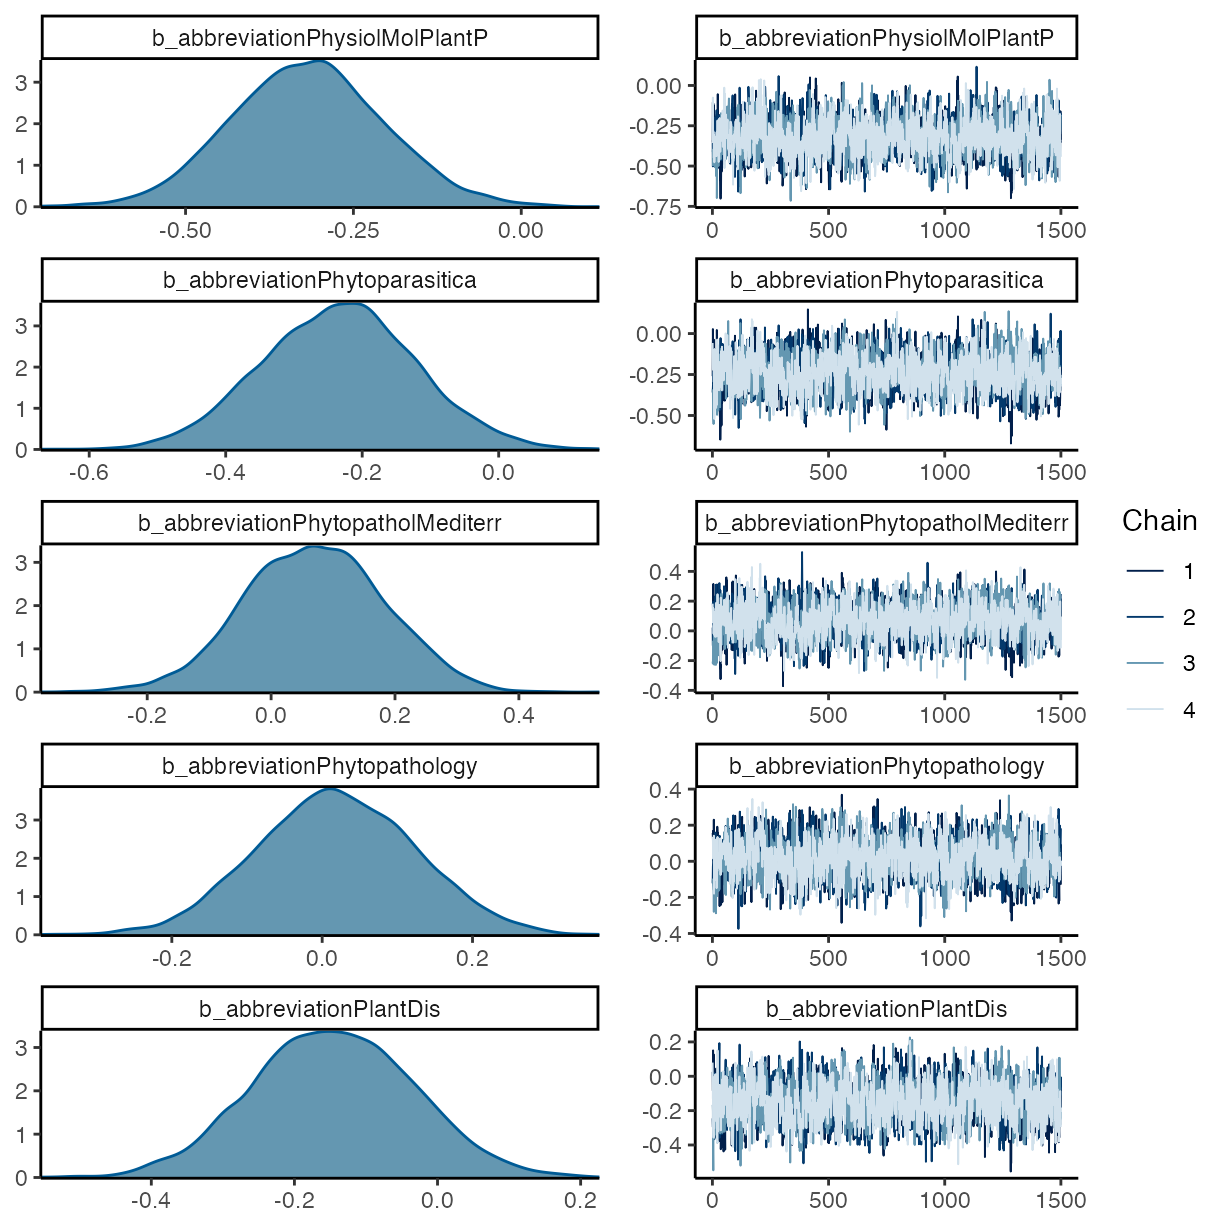 b_abbreviationPhysiolMolPlantP
3
2
1
0
-0.50 -0.25 0.00
b_abbreviationPhysiolMolPlantP
0.00
-0.25
-0.50
-0.75
0 500 1000 1500
b_abbreviationPhytoparasitica
3
2
1
0
-0.6 -0.4 -0.2 0.0
b_abbreviationPhytoparasitica
0.00
-0.25
-0.50
0 500 1000 1500
b_abbreviationPhytopatholMediterr
3
2
1
0
-0.2 0.0 0.2 0.4
b_abbreviationPhytopatholMediterr
0.4
0.2
0.0
-0.2
-0.4
0 500 1000 1500
b_abbreviationPhytopathology
3
2
1
0
-0.2 0.0 0.2
b_abbreviationPhytopathology
0.4
0.2
0.0
-0.2
-0.4
0 500 1000 1500
b_abbreviationPlantDis
3
2
1
0
-0.4 -0.2 0.0 0.2
b_abbreviationPlantDis
0.2
0.0
-0.2
-0.4
0 500 1000 1500
Chain
1
2
3
4